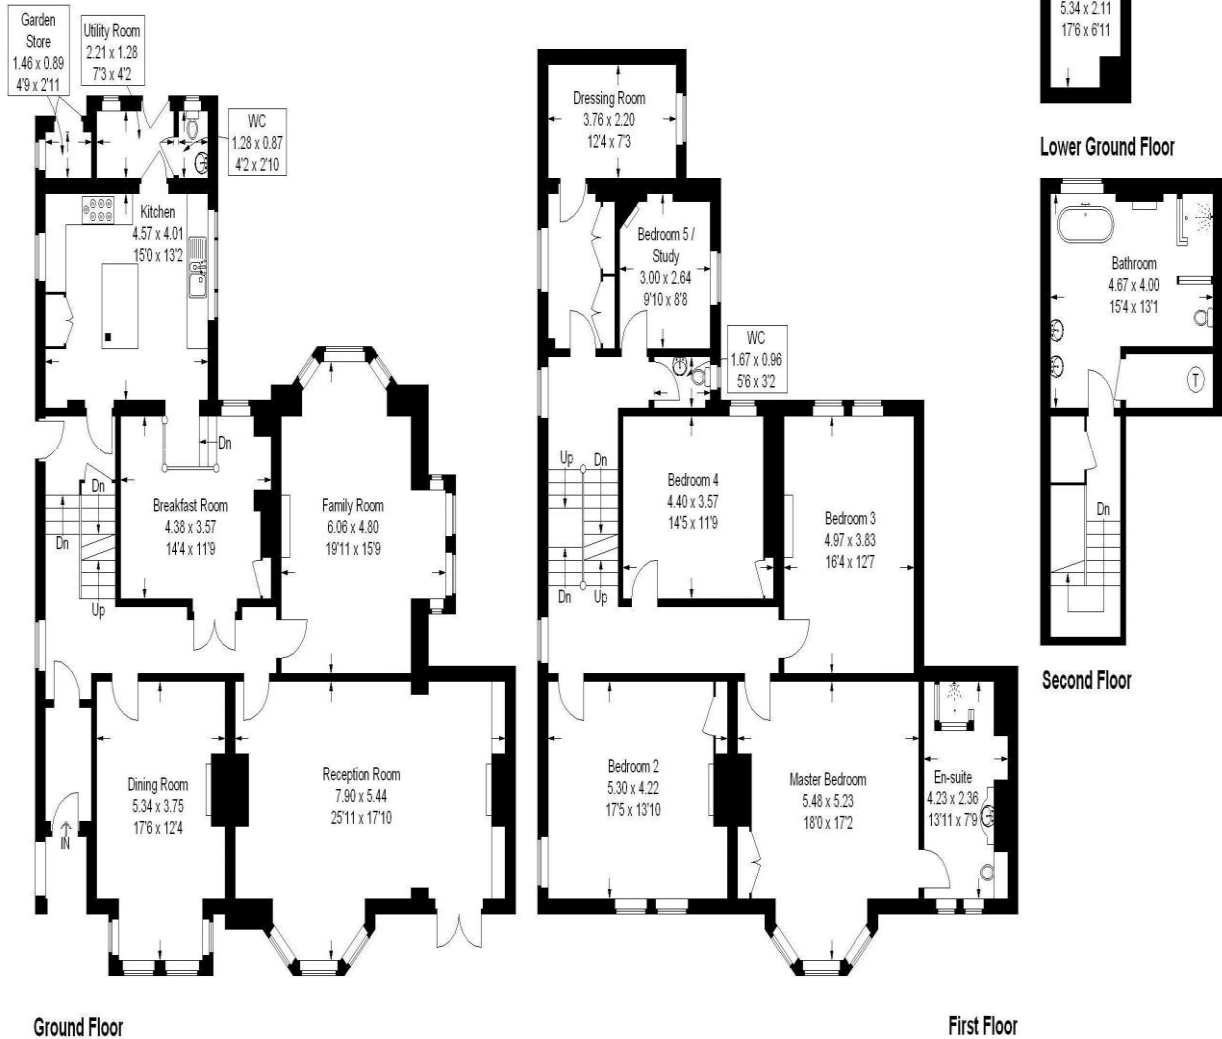 Garden
Store
1.46 x 0.89
4'9 x 2'11
Utility Room
2.21 x 1.28
7'3 x 4'2
WC
1.28 x 0.87
4'2 x 2'10
Kitchen
4.57 x 4.01
15'0 x 13'2
Dn
Breakfast Room
4.38 x 3.57
14'4 x 11'9
Family Room
6.06 x 4.80
19'11 x 15'9
Dn
Dn
Up
Dining Room
5.34 x 3.75
17'6 x 12'4
Reception Room
7.90 x 5.44
25'11 x 17'10
IN
Ground Floor
Dressing Room
3.76 x 2.20
12'4 x 7'3
Bedroom 5 /
Study
3.00 x 2.64
9'10 x 8'8
WC
1.67 x 0.96
5'6 x 3'2
Up
Dn
Bedroom 4
4.40 x 3.57
14'5 x 11'9
Bedroom 3
4.97 x 3.83
16'4 x 12'7
Dn
Up
Bedroom 2
5.30 x 4.22
17'5 x 13'10
Master Bedroom
5.48 x 5.23
18'0 x 17'2
En-suite
4.23 x 2.36
13'11 x 7'9
First Floor
5.34 x 2.11
17'6 x 6'11
Lower Ground Floor
Bathroom
4.67 x 4.00
15'4 x 13'1
T
Dn
Second Floor